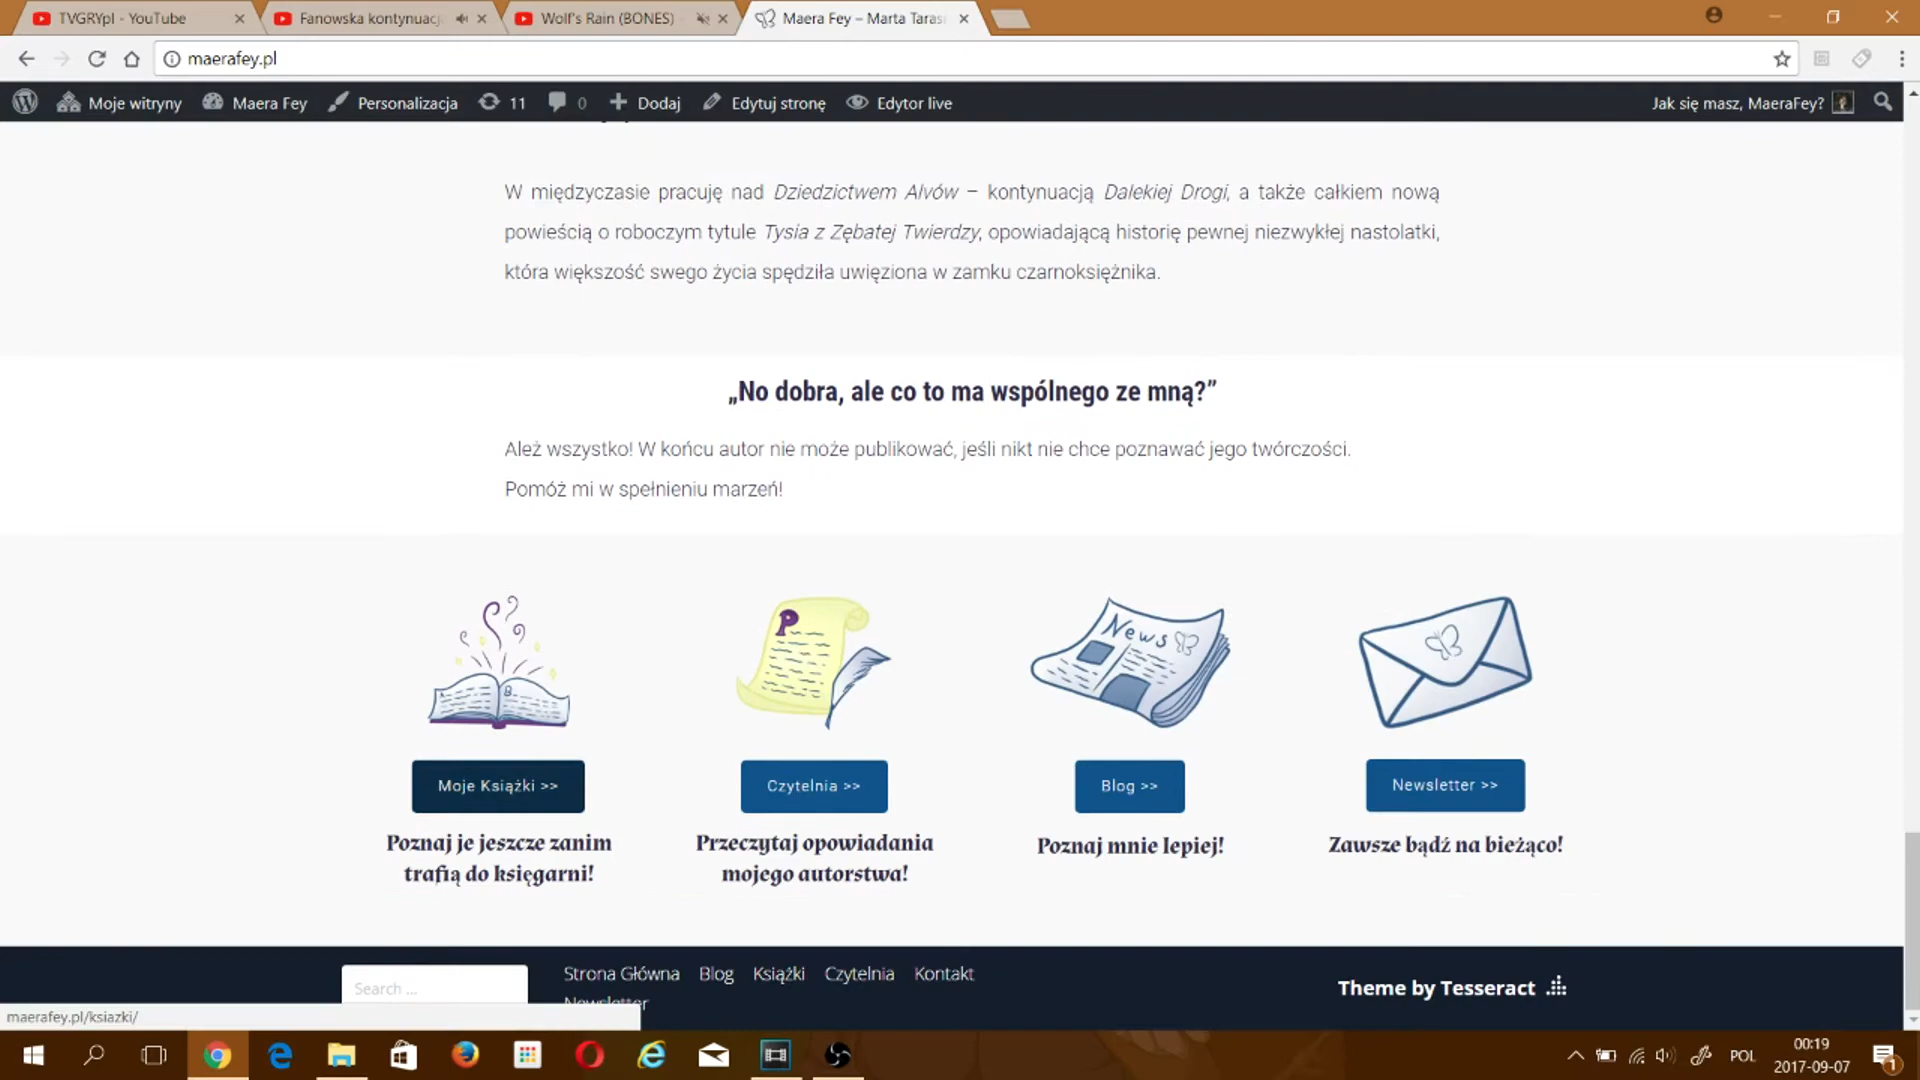 TVGRYpl - YouTube
Fanowska kontynuac
Wolf's Rain (BONES)
Maera Fey – Marta Taras
maerafey.pl
Moje witryny
Maera Fey
Personalizacja
11
0
Dodaj
Edytuj stronę
Edytor live
Jak się masz, MaeraFey?
W międzyczasie pracuję nad Dziedzictwem Alvów – kontynuacją Dalekiej Drogi, a także całkiem nową
powieścią o roboczym tytule Tysia z Zębatej Twierdzy, opowiadającą historię pewnej niezwykłej nastolatki,
która większość swego życia spędziła uwięziona w zamku czarnoksiężnika.
„No dobra, ale co to ma wspólnego ze mną?”
Ależ wszystko! W końcu autor nie może publikować, jeśli nikt nie chce poznawać jego twórczości.
Pomóż mi w spełnieniu marzeń!
P
News
Moje Książki >>
Czytelnia >>
Blog >>
Newsletter >>
Poznaj je jeszcze zanim
trafią do księgarni!
Przeczytaj opowiadania
mojego autorstwa!
Poznaj mnie lepiej!
Zawsze bądź na bieżąco!
Search ...
Strona Główna
Blog
Książki
Czytelnia
Kontakt
Newsletter
Theme by Tesseract
maerafey.pl/ksiazki/
POL
00:19
2017-09-07
1